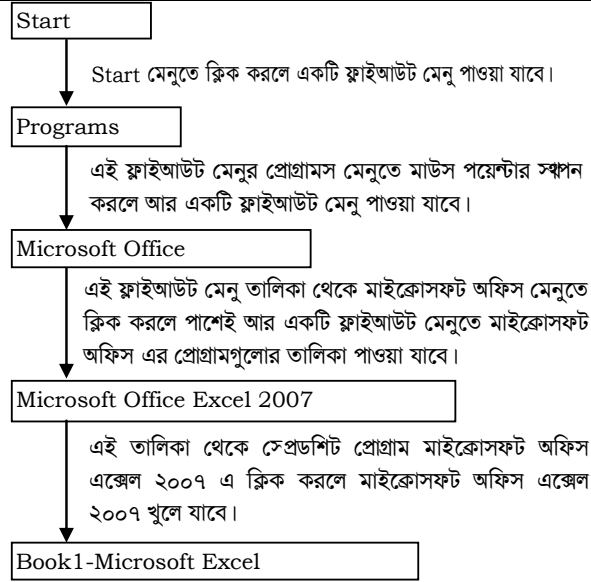 Start
Start মেনুতে ক্লিক করলে একটি ফ্লাইআউট মেনু পাওয়া যাবে।
Programs
এই ফ্লাইআউট মেনুর প্রোগ্রামস মেনুতে মাউস পয়েন্টার স্থাপন
করলে আর একটি ফ্লাইআউট মেনু পাওয়া যাবে।
Microsoft Office
এই ফ্লাইআউট মেনু তালিকা থেকে মাইক্রোসফট অফিস মেনুতে
ক্লিক করলে পাশেই আর একটি ফ্লাইআউট মেনুতে মাইক্রোসফট
অফিস এর প্রোগ্রামগুলোর তালিকা পাওয়া যাবে।
Microsoft Office Excel 2007
এই তালিকা থেকে স্প্রেডশিট প্রোগ্রাম মাইক্রোসফট অফিস
এক্সেল ২০০৭ এ ক্লিক করলে মাইক্রোসফট অফিস এক্সেল
২০০৭ খুলে যাবে।
Book1-Microsoft Excel